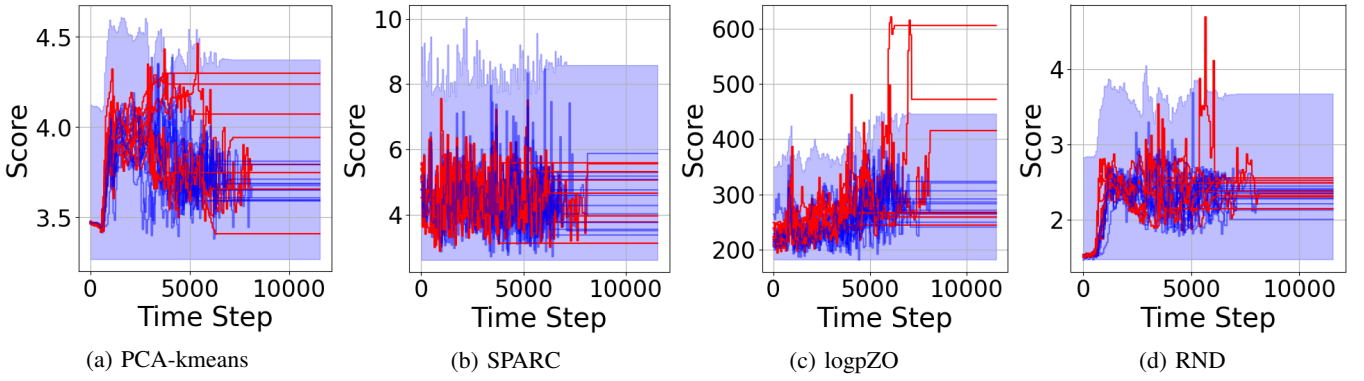 Score
4.5
4.0
3.5
0
5000
10000
Time Step
(a) PCA-kmeans
Score
10
8
6
4
0
5000
10000
Time Step
(b) SPARC
Score
600
500
400
300
200
0
5000
10000
Time Step
(c) logpZO
Score
4
3
2
0
5000
10000
Time Step
(d) RND